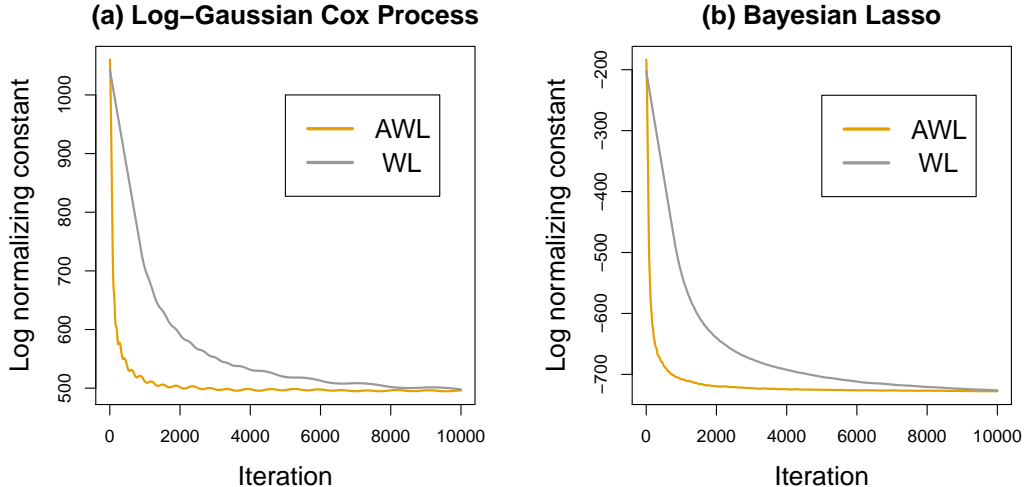 (a) Log−Gaussian Cox Process
Log normalizing constant
1000
900
800
700
600
500
AWL
WL
0 2000 4000 6000 8000 10000
Iteration
(b) Bayesian Lasso
Log normalizing constant
−200
−300
−400
−500
−600
−700
AWL
WL
0 2000 4000 6000 8000 10000
Iteration